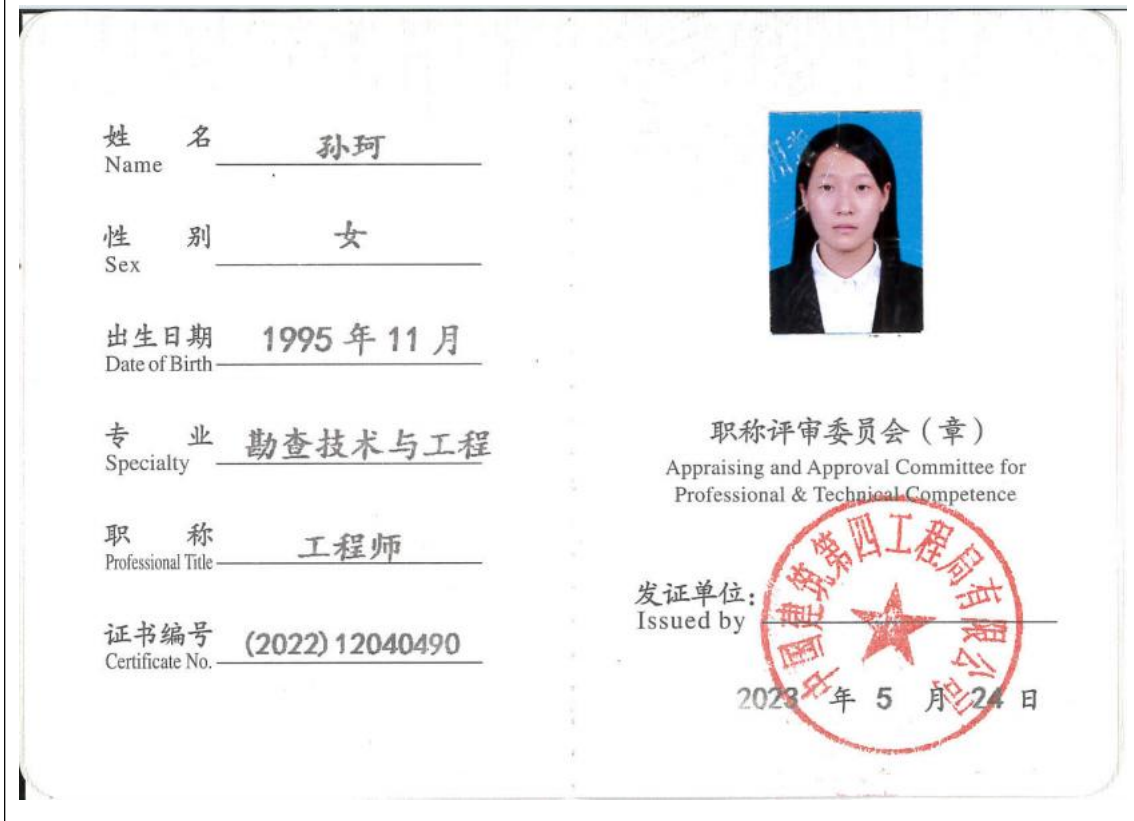 姓名 孙珂
Name
性别 女
Sex
出生日期 1995 年 11 月
Date of Birth
专业 勘查技术与工程
Specialty
职称 工程师
Professional Title
证书编号 (2022)12040490
Certificate No.
职称评审委员会（章）
Appraising and Approval Committee for
Professional & Technical Competence
中国建筑第四工程局有限公司
发证单位：
Issued by
2023 年 5 月 24 日